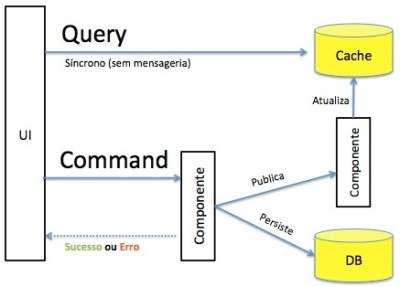 Query
Síncrono (sem mensageria)
Cache
Atualiza
UI
Command
Componente
Publica
Componente
Persiste
Sucesso ou Erro
DB